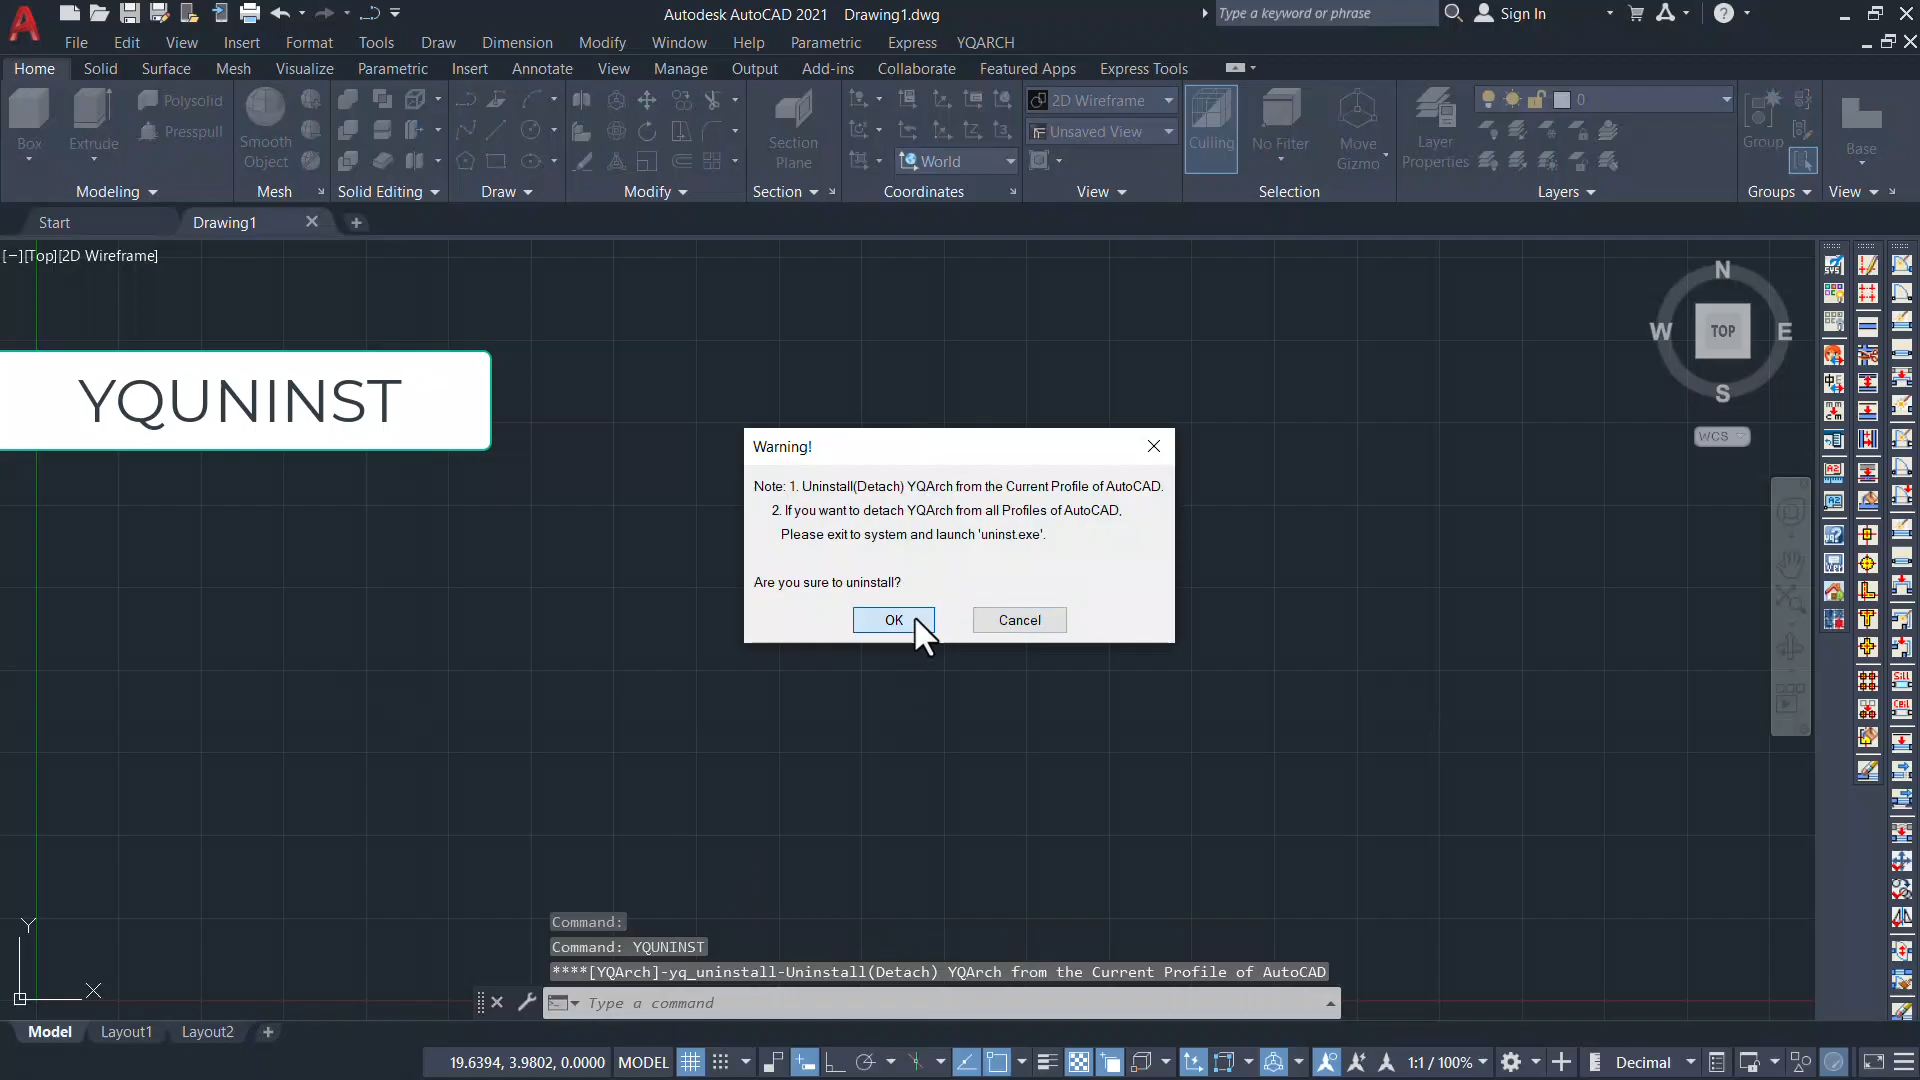 Autodesk AutoCAD 2021 Drawing1.dwg
Type a keyword or phrase
Sign In
File Edit View Insert Format Tools Draw Dimension Modify Window Help Parametric Express YQARCH
Home Solid Surface Mesh Visualize Parametric Insert Annotate View Manage Output Add-ins Collaborate Featured Apps Express Tools
Box
Extrude
Polysolid
Presspull
Smooth
Object
Section
Plane
World
2D Wireframe
Unsaved View
Culling
No Filter
Move
Gizmo
Layer
Properties
0
Group
Base
Modeling
Mesh
Solid Editing
Draw
Modify
Section
Coordinates
View
Selection
Layers
Groups
View
Start
Drawing1
[−][Top][2D Wireframe]
N
W
TOP
E
S
WCS
YQUNINST
Warning!
Note: 1. Uninstall(Detach) YQArch from the Current Profile of AutoCAD.
2. If you want to detach YQArch from all Profiles of AutoCAD,
Please exit to system and launch 'uninst.exe'.
Are you sure to uninstall?
OK
Cancel
Sill
Ceil
Y
X
Command:
Command: YQUNINST
****[YQArch]-yq_uninstall-Uninstall(Detach) YQArch from the Current Profile of AutoCAD
Type a command
Model Layout1 Layout2
19.6394, 3.9802, 0.0000 MODEL
1:1 / 100%
Decimal